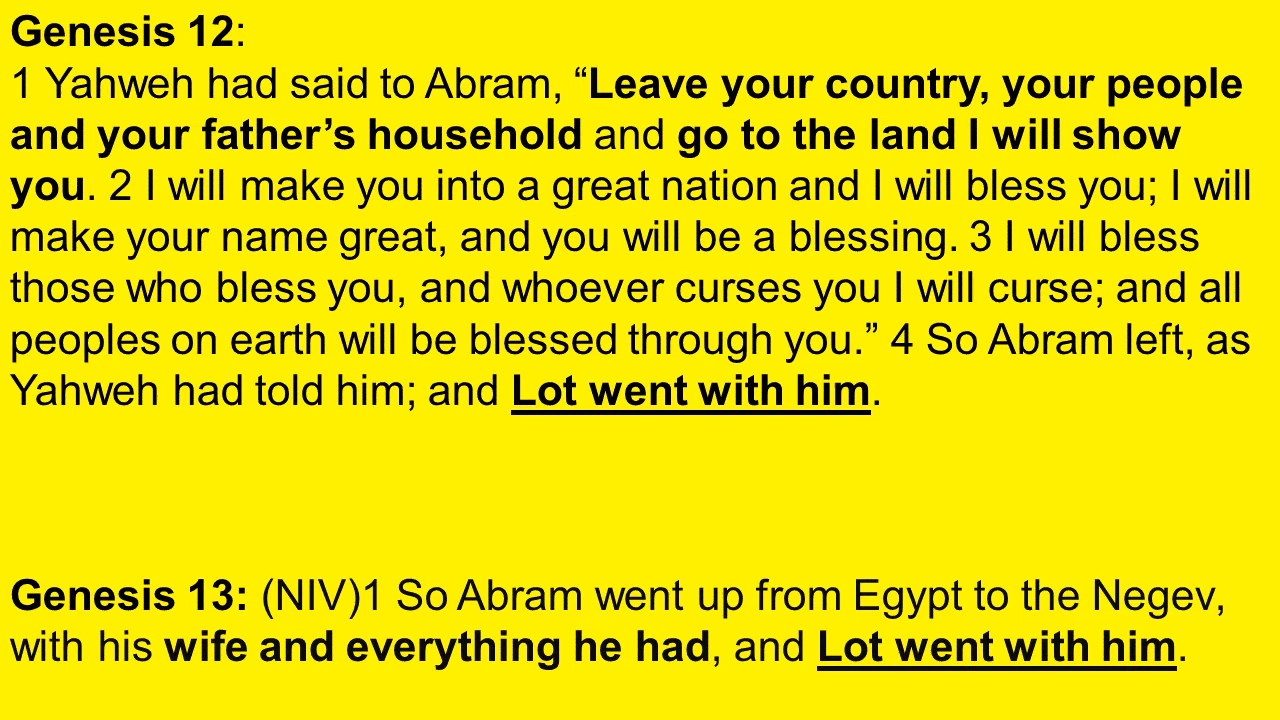 Genesis 12:
1 Yahweh had said to Abram, “Leave your country, your people
and your father’s household and go to the land I will show
you. 2 I will make you into a great nation and I will bless you; I will
make your name great, and you will be a blessing. 3 I will bless
those who bless you, and whoever curses you I will curse; and all
peoples on earth will be blessed through you.” 4 So Abram left, as
Yahweh had told him; and Lot went with him.
Genesis 13: (NIV)1 So Abram went up from Egypt to the Negev,
with his wife and everything he had, and Lot went with him.